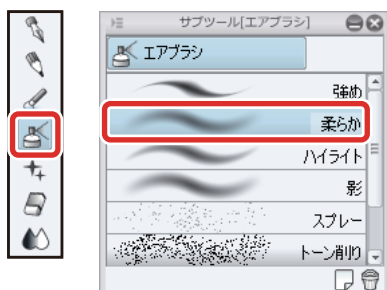 サブツール[エアブラシ]
エアブラシ
強め
柔らか
ハイライト
影
スプレー
トーン削り